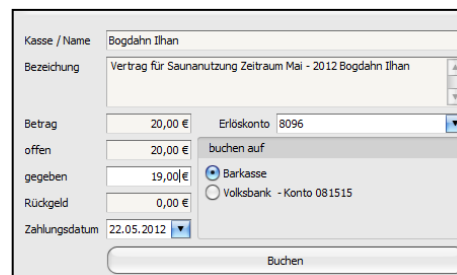 Kasse / Name Bogdahn Ilhan
Bezeichung Vertrag für Saunanutzung Zeitraum Mai - 2012 Bogdahn Ilhan
Betrag 20,00 € Erlöskonto 8096
offen 20,00 € buchen auf
gegeben 19,00 € Barkasse
Rückgeld 0,00 € Volksbank - Konto 081515
Zahlungsdatum 22.05.2012
Buchen